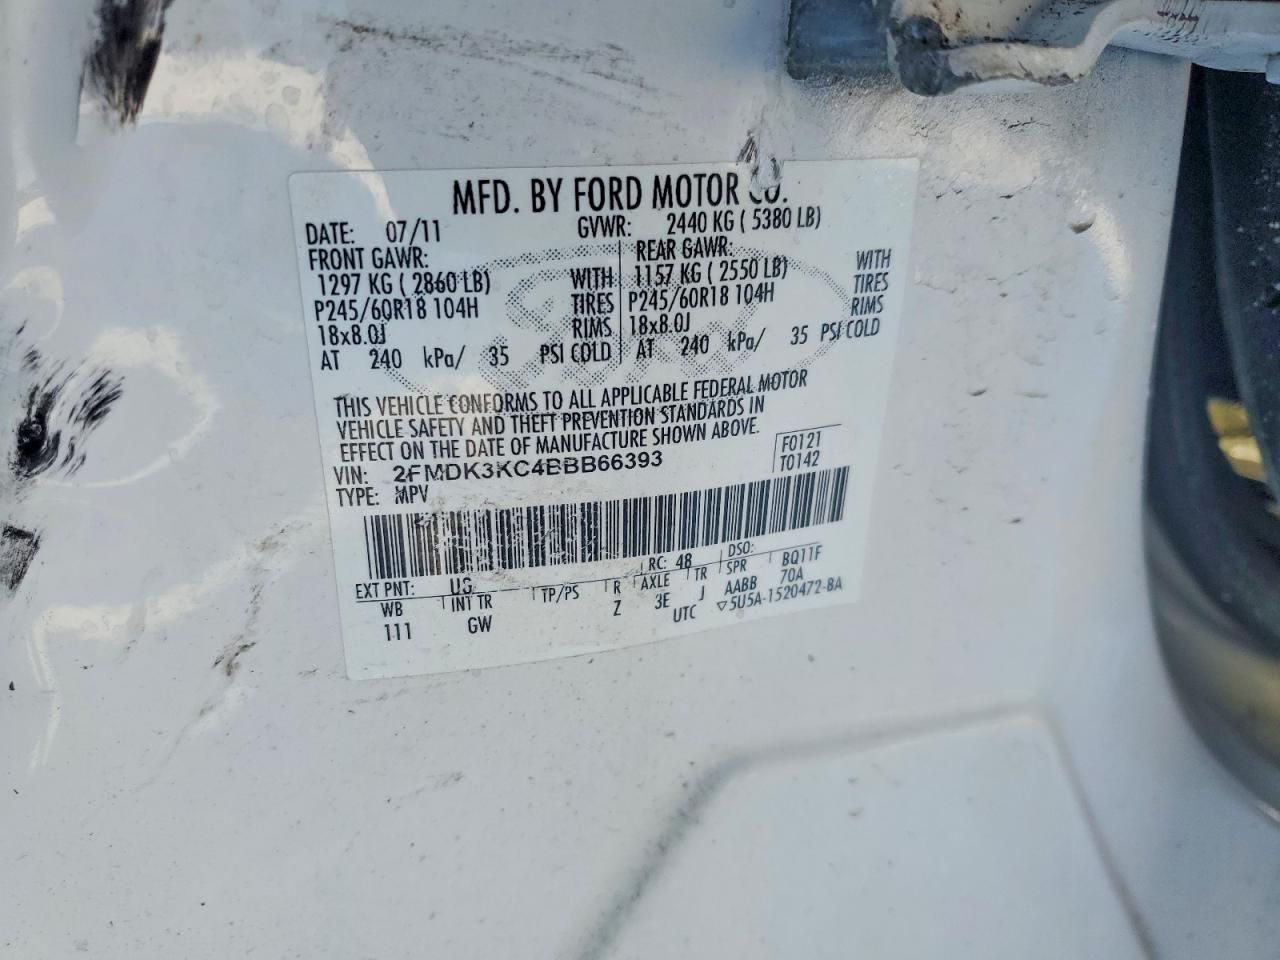 MFD. BY FORD MOTOR CO.
DATE: 07/11 GVWR: 2440 KG ( 5380 LB)
FRONT GAWR: REAR GAWR:
1297 KG ( 2860 LB) WITH 1157 KG ( 2550 LB) WITH
P245/60R18 104H TIRES P245/60R18 104H TIRES
18x8.0J RIMS 18x8.0J RIMS
AT 240 kPa/ 35 PSI COLD AT 240 kPa/ 35 PSI COLD
THIS VEHICLE CONFORMS TO ALL APPLICABLE FEDERAL MOTOR
VEHICLE SAFETY AND THEFT PREVENTION STANDARDS IN
EFFECT ON THE DATE OF MANUFACTURE SHOWN ABOVE.
VIN: 2FMDK3KC4BBB66393 F0121
TYPE: MPV T0142
RC: 48 DSO:
EXT PNT: UG BQ11F
WB INT TR TP/PS R AXLE TR SPR
111 GW Z 3E J AABB 70A
UTC ▽5U5A-1520472-BA